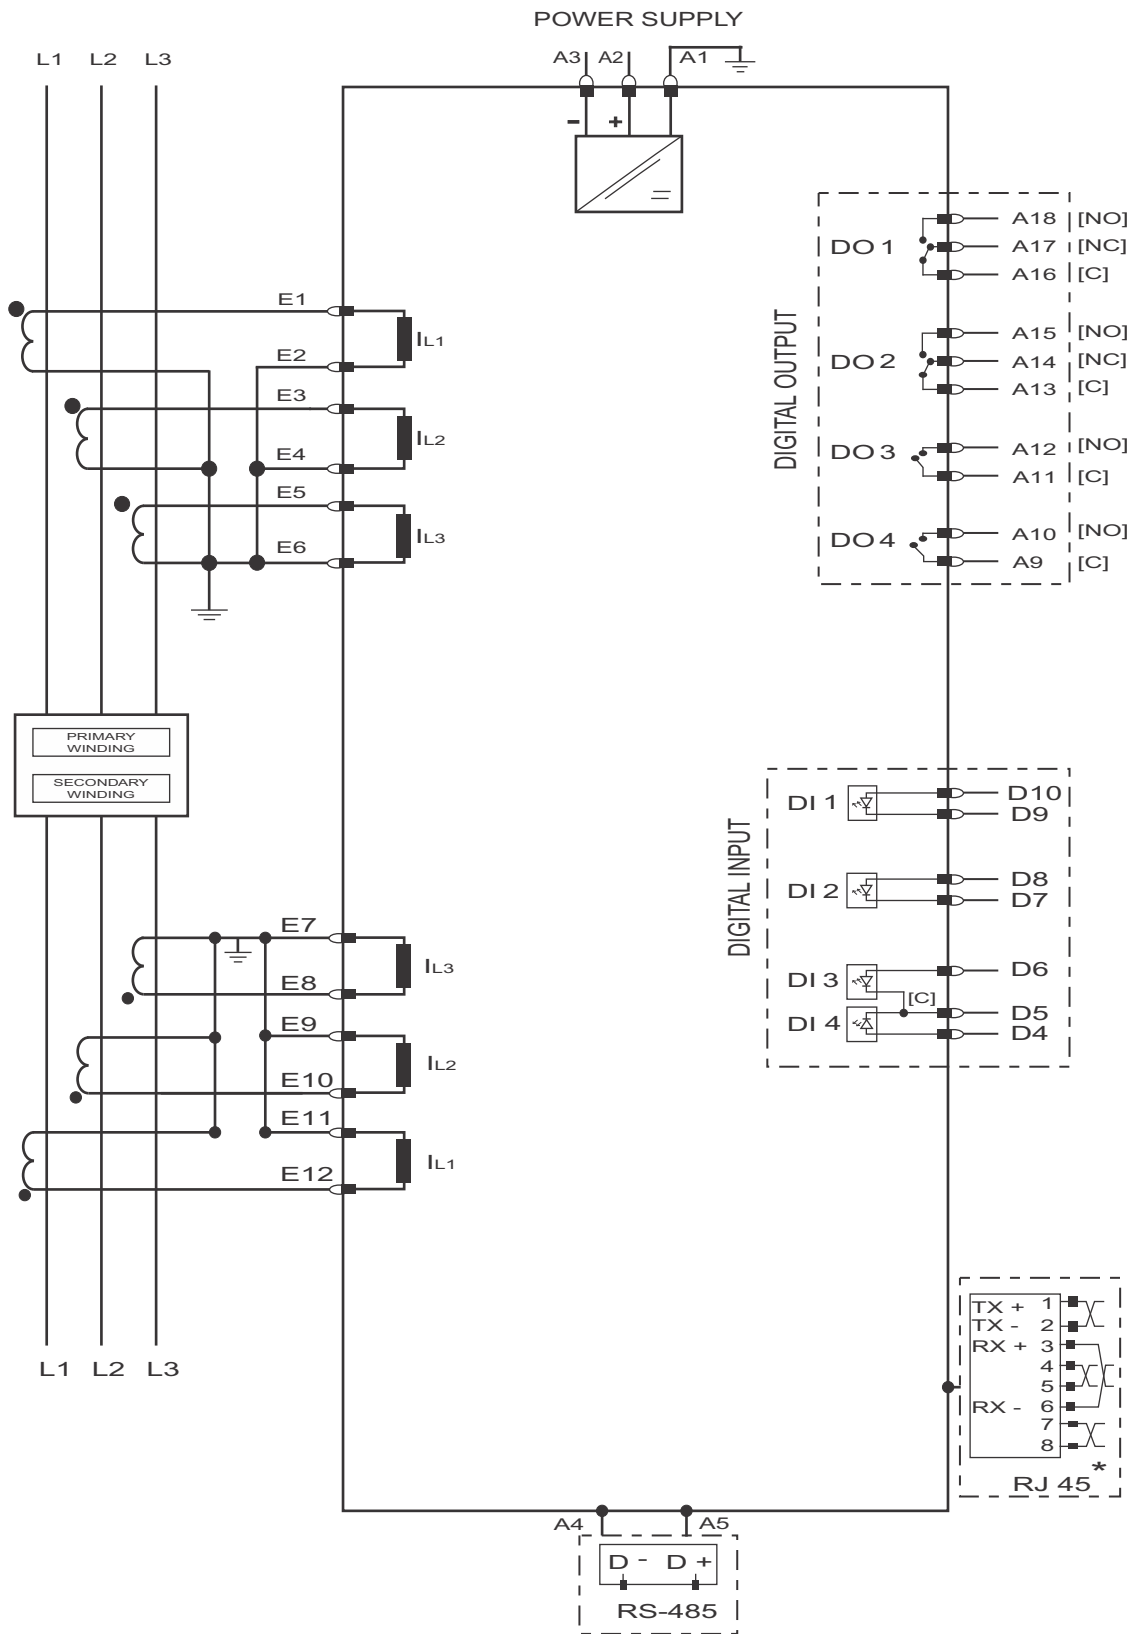 POWER SUPPLY
L1 L2 L3
A3 A2 A1
- +
E1
IL1
E2
E3
IL2
E4
E5
IL3
E6
DIGITAL OUTPUT
DO 1
A18 [NO]
A17 [NC]
A16 [C]
DO 2
A15 [NO]
A14 [NC]
A13 [C]
DO 3
A12 [NO]
A11 [C]
DO 4
A10 [NO]
A9 [C]
PRIMARY
WINDING
SECONDARY
WINDING
DIGITAL INPUT
DI 1
D10
D9
DI 2
D8
D7
DI 3
D6
[C]
D5
DI 4
D4
E7
IL3
E8
E9
IL2
E10
E11
IL1
E12
L1 L2 L3
TX + 1
TX - 2
RX + 3
4
5
RX - 6
7
8
RJ 45 *
A4 A5
D - D +
RS-485